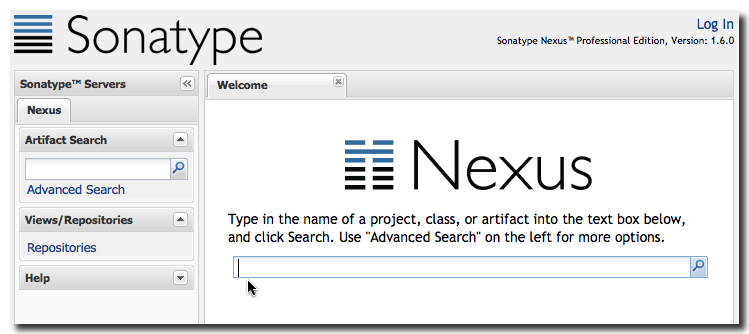 Sonatype
Log In
Sonatype Nexus™ Professional Edition, Version: 1.6.0
Sonatype™ Servers
Nexus
Artifact Search
Advanced Search
Views/Repositories
Repositories
Help
Welcome
Nexus
Type in the name of a project, class, or artifact into the text box below,
and click Search. Use "Advanced Search" on the left for more options.